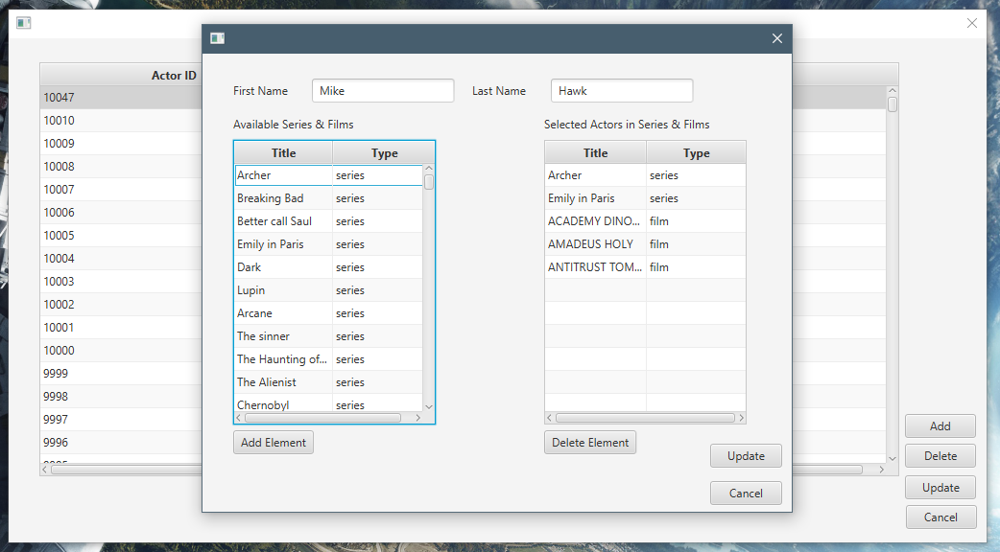 Actor ID
10047
10010
10009
10008
10007
10006
10005
10004
10003
10002
10001
10000
9999
9998
9997
9996
First Name Mike Last Name Hawk
Available Series & Films Selected Actors in Series & Films
Title Type Title Type
Archer series Archer series
Breaking Bad series Emily in Paris series
Better call Saul series ACADEMY DINO... film
Emily in Paris series AMADEUS HOLY film
Dark series ANTITRUST TOM... film
Lupin series
Arcane series
The sinner series
The Haunting of... series
The Alienist series
Chernobyl series
Add Element Delete Element
Update
Cancel
Add
Delete
Update
Cancel